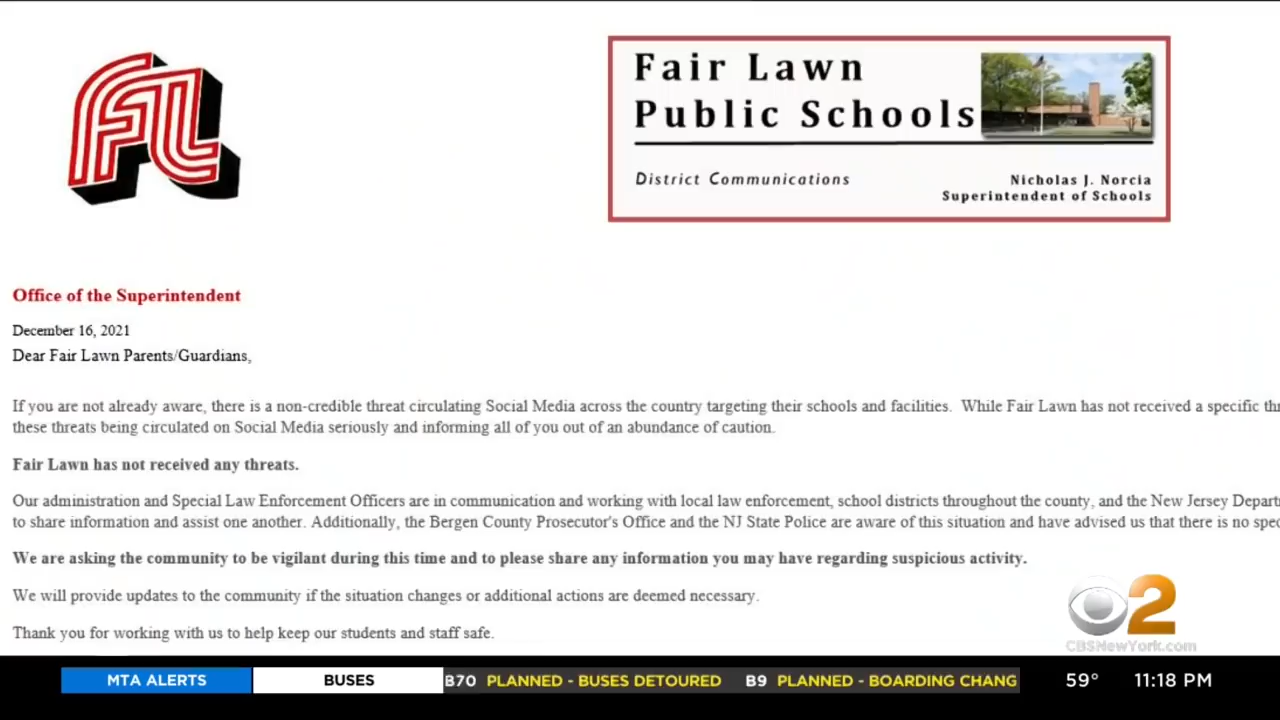 FL
Fair Lawn
Public Schools
District Communications
Nicholas J. Norcia
Superintendent of Schools
Office of the Superintendent
December 16, 2021
Dear Fair Lawn Parents/Guardians,
If you are not already aware, there is a non-credible threat circulating Social Media across the country targeting their schools and facilities. While Fair Lawn has not received a specific thr
these threats being circulated on Social Media seriously and informing all of you out of an abundance of caution.
Fair Lawn has not received any threats.
Our administration and Special Law Enforcement Officers are in communication and working with local law enforcement, school districts throughout the county, and the New Jersey Depart
to share information and assist one another. Additionally, the Bergen County Prosecutor's Office and the NJ State Police are aware of this situation and have advised us that there is no spec
We are asking the community to be vigilant during this time and to please share any information you may have regarding suspicious activity.
We will provide updates to the community if the situation changes or additional actions are deemed necessary.
Thank you for working with us to help keep our students and staff safe.
2
CBSNewYork.com
MTA ALERTS BUSES B70 PLANNED - BUSES DETOURED B9 PLANNED - BOARDING CHANG 59° 11:18 PM